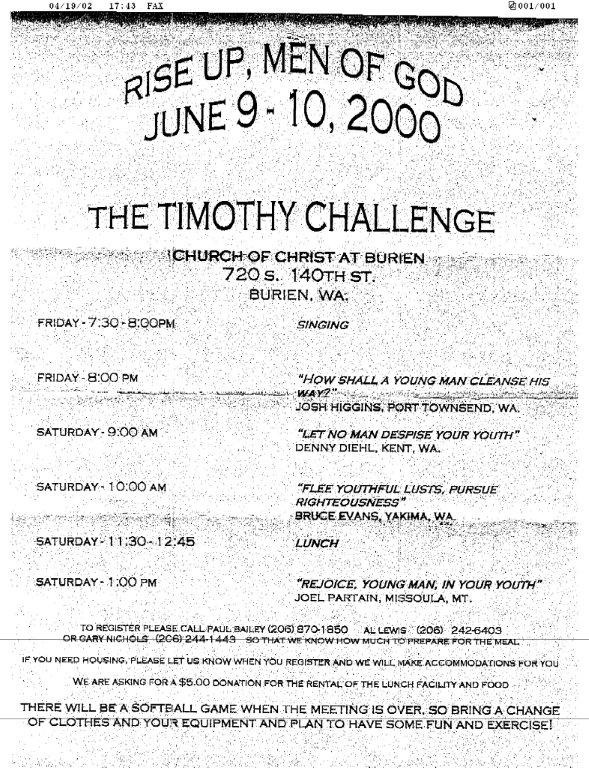 04/19/02 17:43 FAX 001/001
RISE UP, MEN OF GOD
JUNE 9 - 10, 2000
THE TIMOTHY CHALLENGE
CHURCH OF CHRIST AT BURIEN
720 S. 140TH ST.
BURIEN, WA.
FRIDAY - 7:30 - 8:00PM SINGING
FRIDAY - 8:00 PM "HOW SHALL A YOUNG MAN CLEANSE HIS
WAY?"
JOSH HIGGINS, PORT TOWNSEND, WA.
SATURDAY - 9:00 AM "LET NO MAN DESPISE YOUR YOUTH"
DENNY DIEHL, KENT, WA.
SATURDAY - 10:00 AM "FLEE YOUTHFUL LUSTS, PURSUE
RIGHTEOUSNESS"
BRUCE EVANS, YAKIMA, WA.
SATURDAY - 11:30 - 12:45 LUNCH
SATURDAY - 1:00 PM "REJOICE, YOUNG MAN, IN YOUR YOUTH"
JOEL PARTAIN, MISSOULA, MT.
TO REGISTER PLEASE CALL PAUL BAILEY (206) 870-1850 AL LEWIS (206) 242-6403
OR GARY NICHOLS (206) 244-1443 SO THAT WE KNOW HOW MUCH TO PREPARE FOR THE MEAL
IF YOU NEED HOUSING, PLEASE LET US KNOW WHEN YOU REGISTER AND WE WILL MAKE ACCOMMODATIONS FOR YOU
WE ARE ASKING FOR A $5.00 DONATION FOR THE RENTAL OF THE LUNCH FACILITY AND FOOD
THERE WILL BE A SOFTBALL GAME WHEN THE MEETING IS OVER, SO BRING A CHANGE
OF CLOTHES AND YOUR EQUIPMENT AND PLAN TO HAVE SOME FUN AND EXERCISE!